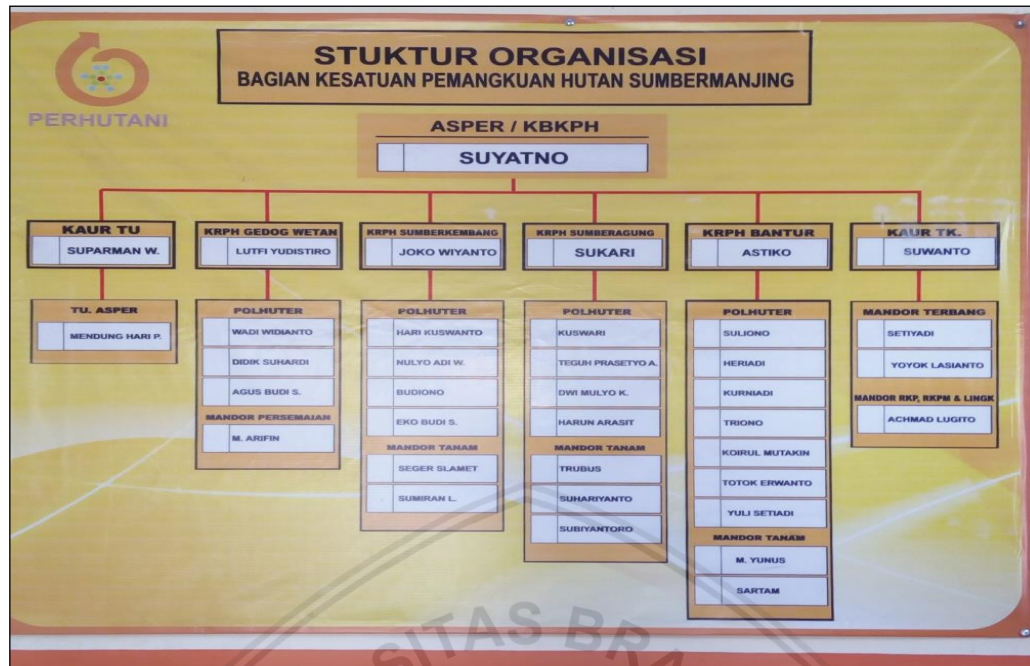 PERHUTANI
STUKTUR ORGANISASI
BAGIAN KESATUAN PEMANGKUAN HUTAN SUMBERMANJING
ASPER / KBKPH
SUYATNO
KAUR TU
SUPARMAN W.
TU. ASPER
MENDUNG HARI P.
KRPH GEDOG WETAN
LUTFI YUDISTIRO
POLHUTER
WADI WIDIANTO
DIDIK SUHARDI
AGUS BUDI S.
MANDOR PERSEMAIAN
M. ARIFIN
KRPH SUMBERKEMBANG
JOKO WIYANTO
POLHUTER
HARI KUSWANTO
NULYO ADI W.
BUDIONO
EKO BUDI S.
MANDOR TANAM
SEGER SLAMET
SUMIRAN L.
KRPH SUMBERAGUNG
SUKARI
POLHUTER
KUSWARI
TEGUH PRASETYO A.
DWI MULYO K.
HARUN ARASIT
MANDOR TANAM
TRUBUS
SUHARIYANTO
SUBIYANTORO
KRPH BANTUR
ASTIKO
POLHUTER
SULIONO
HERIADI
KURNIADI
TRIONO
KOIRUL MUTAKIN
TOTOK ERWANTO
YULI SETIADI
MANDOR TANAM
M. YUNUS
SARTAM
KAUR TK.
SUWANTO
MANDOR TERBANG
SETIYADI
YOYOK LASIANTO
MANDOR RKP, RKPM & LINGK
ACHMAD LUGITO
SITAS BRA